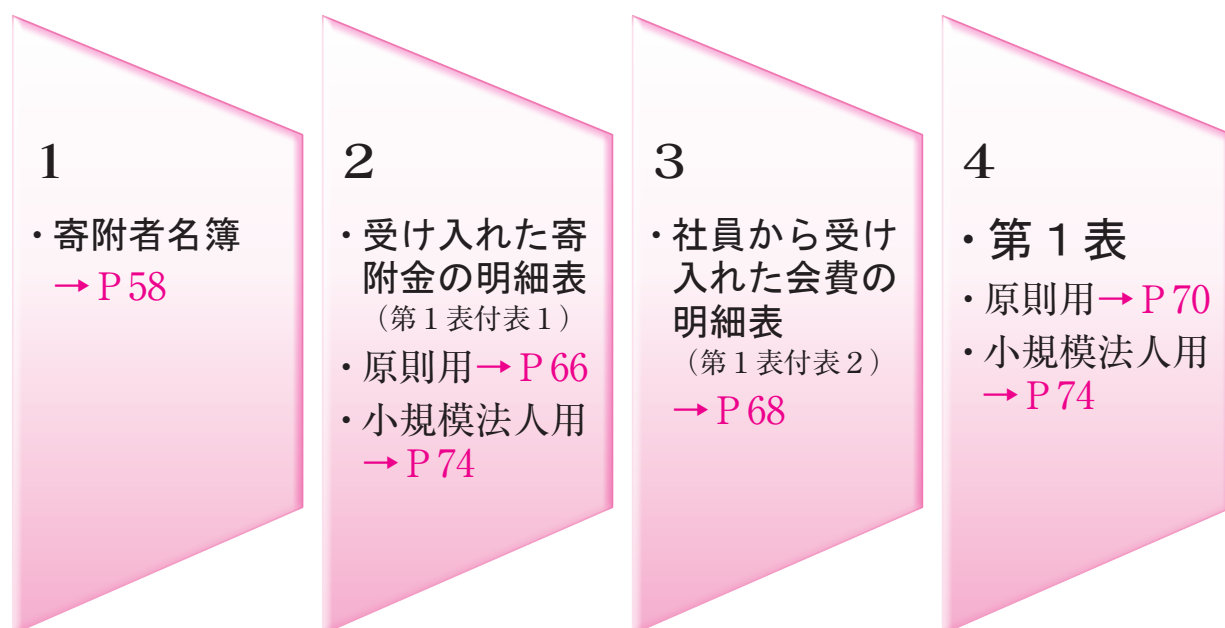 1
・寄附者名簿
→P58
2
・受け入れた寄
附金の明細表
（第１表付表１）
・原則用→P66
・小規模法人用
→P74
3
・社員から受け
入れた会費の
明細表
（第１表付表２）
→P68
4
・第１表
・原則用→P70
・小規模法人用
→P74